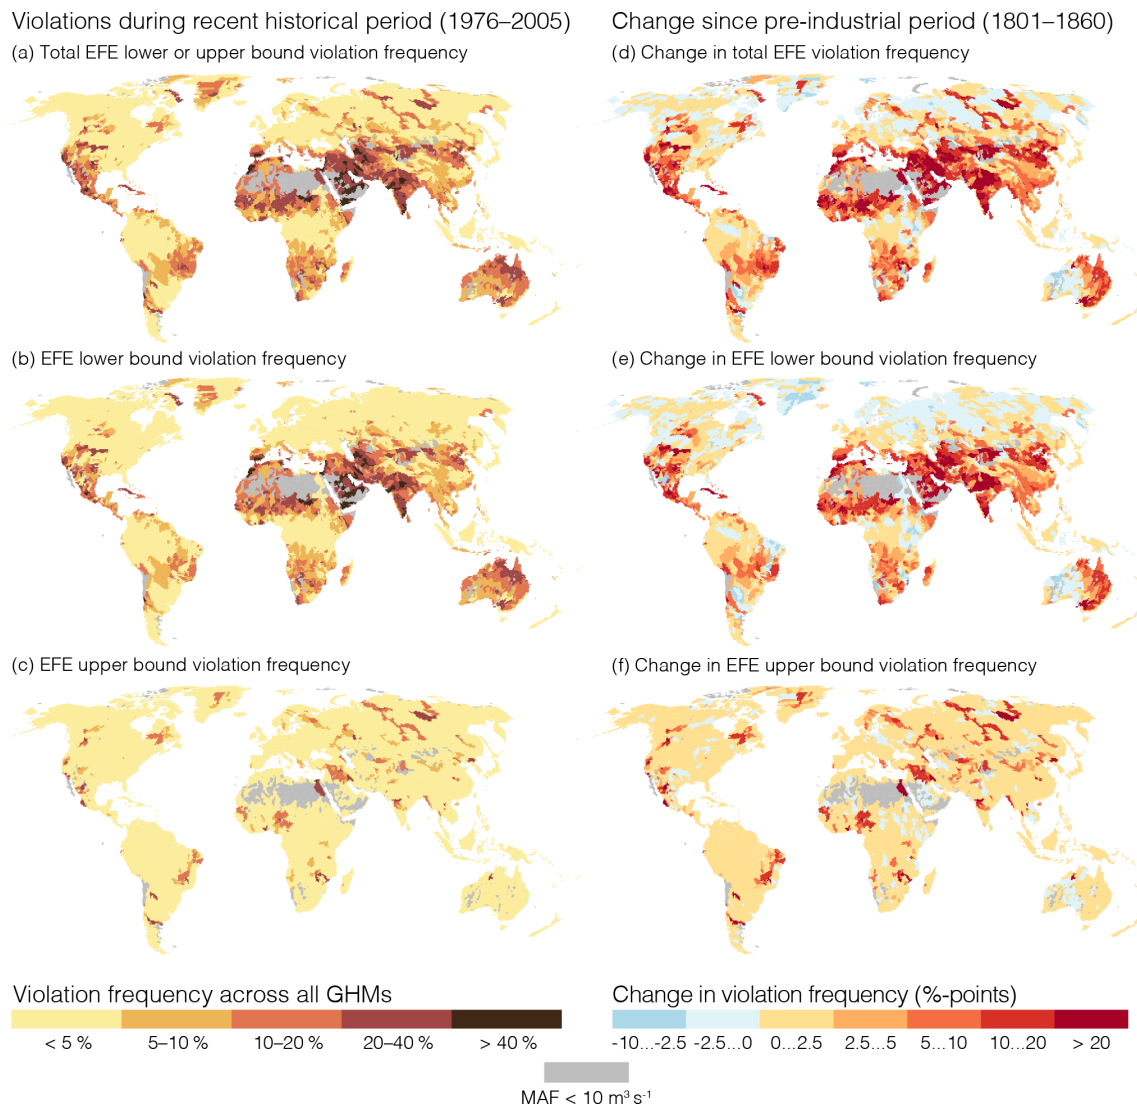 Violations during recent historical period (1976–2005)
Change since pre-industrial period (1801–1860)
(a) Total EFE lower or upper bound violation frequency
(d) Change in total EFE violation frequency
(b) EFE lower bound violation frequency
(e) Change in EFE lower bound violation frequency
(c) EFE upper bound violation frequency
(f) Change in EFE upper bound violation frequency
Violation frequency across all GHMs
< 5 % 5–10 % 10–20 % 20–40 % > 40 %
Change in violation frequency (%-points)
-10...-2.5 -2.5...0 0...2.5 2.5...5 5...10 10...20 > 20
MAF < 10 m³ s⁻¹